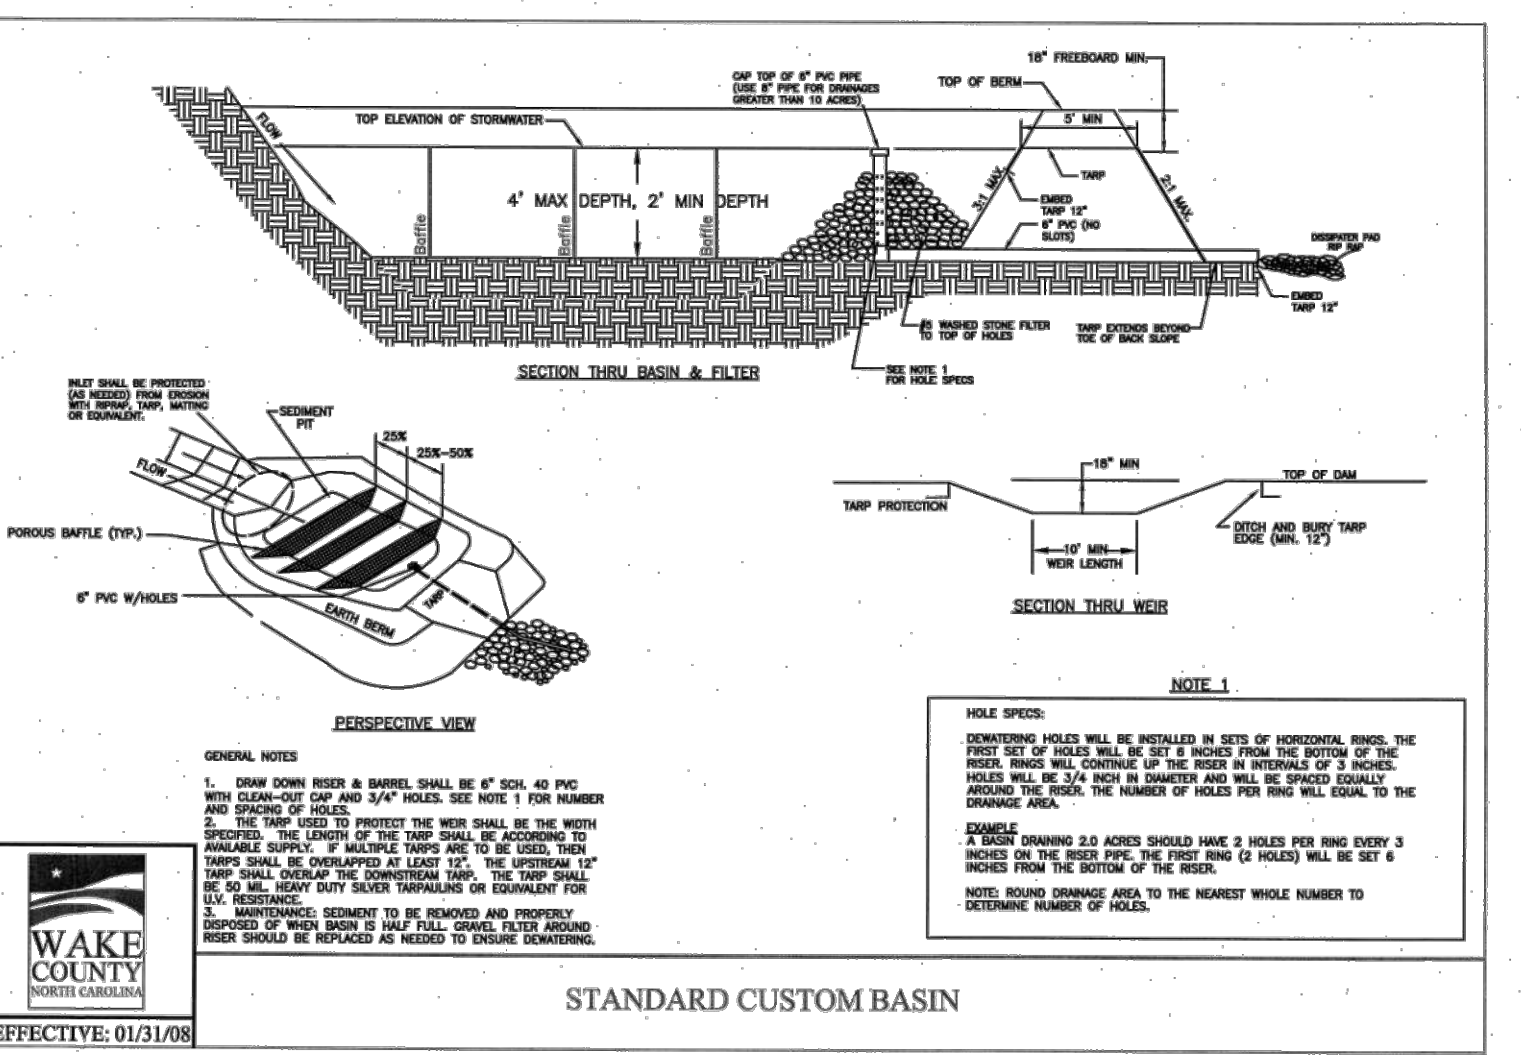 18" FREEBOARD MIN.
CAP TOP OF 6" PVC PIPE
(USE 8" PIPE FOR DRAINAGES
GREATER THAN 10 ACRES)
TOP OF BERM
FLOW
TOP ELEVATION OF STORMWATER
5' MIN
TARP
4' MAX DEPTH, 2' MIN DEPTH
Baffle
Baffle
Baffle
3:1 MAX.
2:1 MAX.
EMBED
TARP 12"
6" PVC (NO
SLOTS)
DISSIPATER PAD
RIP RAP
EMBED
TARP 12"
#5 WASHED STONE FILTER
TO TOP OF HOLES
TARP EXTENDS BEYOND
TOE OF BACK SLOPE
SEE NOTE 1
FOR HOLE SPECS
SECTION THRU BASIN & FILTER
INLET SHALL BE PROTECTED
(AS NEEDED) FROM EROSION
WITH RIPRAP, TARP, MATTING
OR EQUIVALENT.
SEDIMENT
PIT
25%
25%-50%
FLOW
POROUS BAFFLE (TYP.)
6" PVC W/HOLES
EARTH BERM
TARP
PERSPECTIVE VIEW
18" MIN
TOP OF DAM
TARP PROTECTION
DITCH AND BURY TARP
EDGE (MIN. 12")
10' MIN
WEIR LENGTH
SECTION THRU WEIR
GENERAL NOTES
1. DRAW DOWN RISER & BARREL SHALL BE 6" SCH. 40 PVC
WITH CLEAN-OUT CAP AND 3/4" HOLES. SEE NOTE 1 FOR NUMBER
AND SPACING OF HOLES.
2. THE TARP USED TO PROTECT THE WEIR SHALL BE THE WIDTH
SPECIFIED. THE LENGTH OF THE TARP SHALL BE ACCORDING TO
AVAILABLE SUPPLY. IF MULTIPLE TARPS ARE TO BE USED, THEN
TARPS SHALL BE OVERLAPPED AT LEAST 12". THE UPSTREAM 12"
TARP SHALL OVERLAP THE DOWNSTREAM TARP. THE TARP SHALL
BE 50 MIL. HEAVY DUTY SILVER TARPAULINS OR EQUIVALENT FOR
U.V. RESISTANCE.
3. MAINTENANCE: SEDIMENT TO BE REMOVED AND PROPERLY
DISPOSED OF WHEN BASIN IS HALF FULL. GRAVEL FILTER AROUND
RISER SHOULD BE REPLACED AS NEEDED TO ENSURE DEWATERING.
NOTE 1
HOLE SPECS:
DEWATERING HOLES WILL BE INSTALLED IN SETS OF HORIZONTAL RINGS. THE
FIRST SET OF HOLES WILL BE SET 6 INCHES FROM THE BOTTOM OF THE
RISER. RINGS WILL CONTINUE UP THE RISER IN INTERVALS OF 3 INCHES.
HOLES WILL BE 3/4 INCH IN DIAMETER AND WILL BE SPACED EQUALLY
AROUND THE RISER. THE NUMBER OF HOLES PER RING WILL EQUAL TO THE
DRAINAGE AREA.
EXAMPLE
A BASIN DRAINING 2.0 ACRES SHOULD HAVE 2 HOLES PER RING EVERY 3
INCHES ON THE RISER PIPE. THE FIRST RING (2 HOLES) WILL BE SET 6
INCHES FROM THE BOTTOM OF THE RISER.
NOTE: ROUND DRAINAGE AREA TO THE NEAREST WHOLE NUMBER TO
DETERMINE NUMBER OF HOLES.
WAKE
COUNTY
NORTH CAROLINA
EFFECTIVE: 01/31/08
STANDARD CUSTOM BASIN